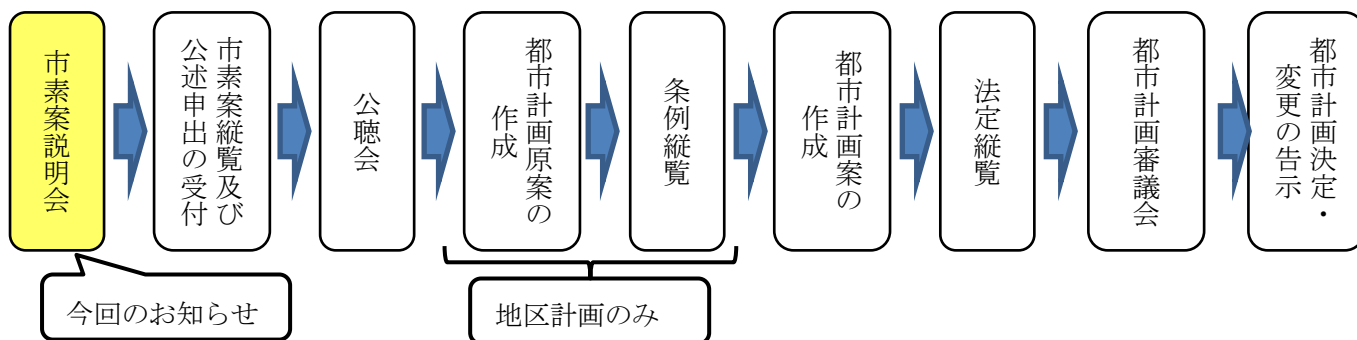 市素案説明会
市素案縦覧及び
公述申出の受付
公聴会
都市計画原案の
作成
条例縦覧
都市計画案の
作成
法定縦覧
都市計画審議会
都市計画決定・
変更の告示
今回のお知らせ
地区計画のみ